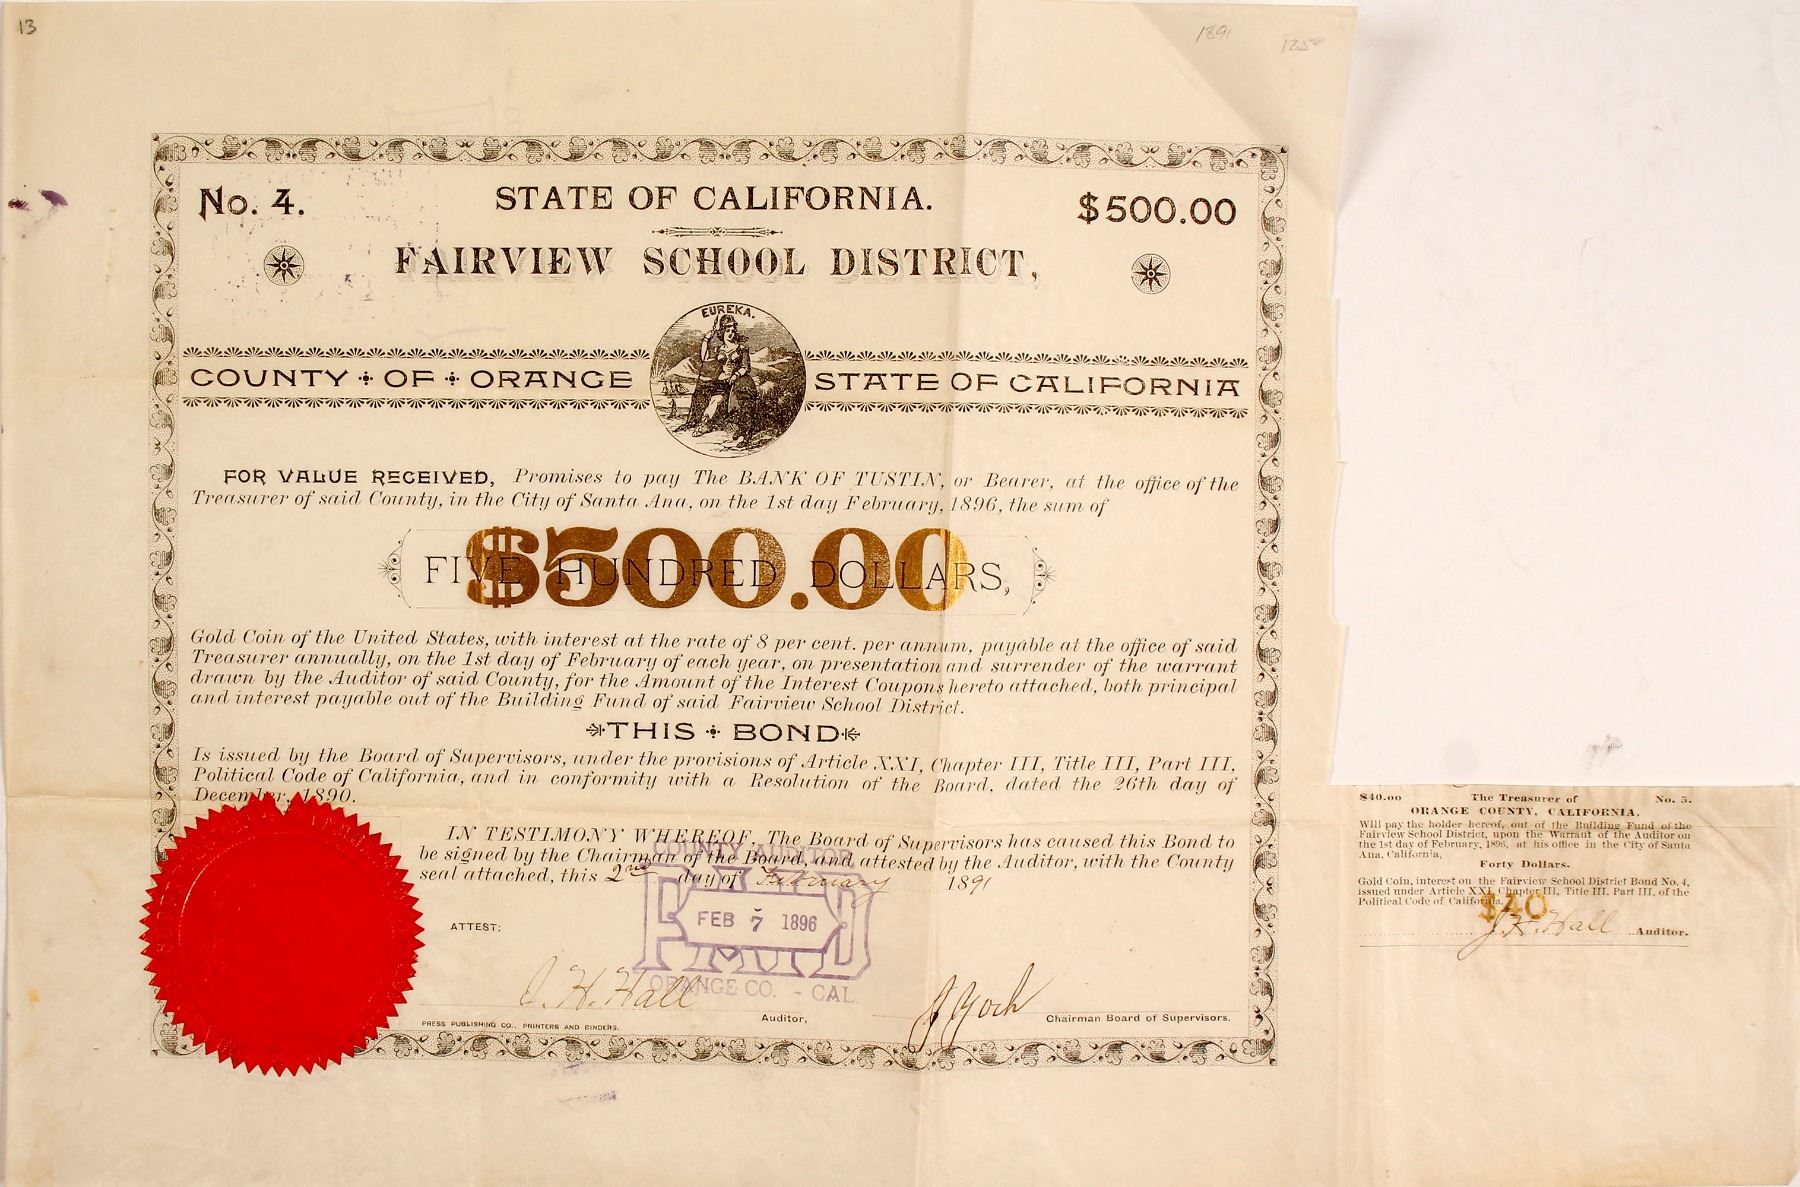 13
1891
No. 4.
STATE OF CALIFORNIA.
$500.00
FAIRVIEW SCHOOL DISTRICT,
EUREKA.
COUNTY OF ORANGE
STATE OF CALIFORNIA
FOR VALUE RECEIVED, Promises to pay The BANK OF TUSTIN, or Bearer, at the office of the
Treasurer of said County, in the City of Santa Ana, on the 1st day February, 1896, the sum of
$500.00
FIVE HUNDRED DOLLARS,
Gold Coin of the United States, with interest at the rate of 8 per cent. per annum, payable at the office of said
Treasurer annually, on the 1st day of February of each year, on presentation and surrender of the warrant
drawn by the Auditor of said County, for the Amount of the Interest Coupons hereto attached, both principal
and interest payable out of the Building Fund of said Fairview School District.
THIS BOND
Is issued by the Board of Supervisors, under the provisions of Article XXI, Chapter III, Title III, Part III,
Political Code of California, and in conformity with a Resolution of the Board, dated the 26th day of
December, 1890.
IN TESTIMONY WHEREOF, The Board of Supervisors has caused this Bond to
be signed by the Chairman of the Board, and attested by the Auditor, with the County
seal attached, this 2nd day of February 1891
COUNTY AUDITOR
PAID
FEB 7 1896
ORANGE CO. - CAL.
ATTEST:
J. H. Hall
Auditor,
J Yoch
Chairman Board of Supervisors.
PRESS PUBLISHING CO., PRINTERS AND BINDERS.
$40.00 The Treasurer of No. 5.
ORANGE COUNTY, CALIFORNIA,
Will pay the holder hereof, out of the Building Fund of the
Fairview School District, upon the Warrant of the Auditor on
the 1st day of February, 1896, at his office in the City of Santa
Ana, California,
Forty Dollars.
Gold Coin, interest on the Fairview School District Bond No. 4,
issued under Article XXI, Chapter III, Title III, Part III, of the
Political Code of California.
$40
J. H. Hall Auditor.